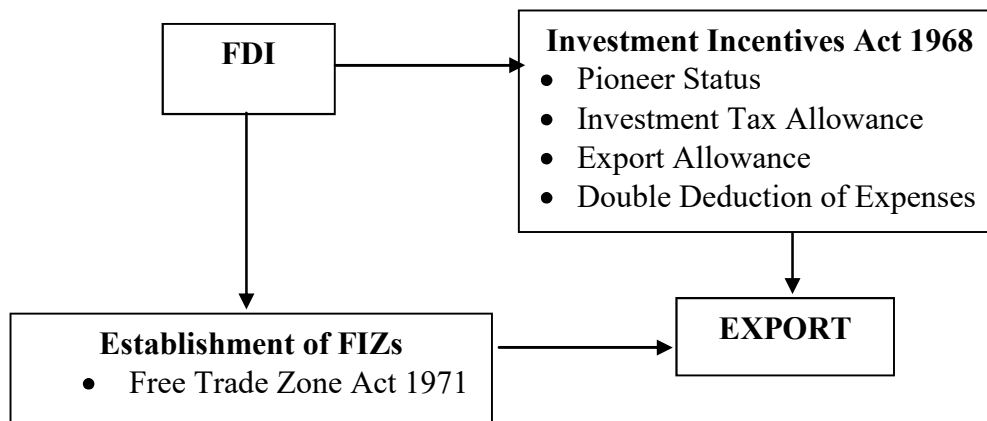 FDI
Investment Incentives Act 1968
• Pioneer Status
• Investment Tax Allowance
• Export Allowance
• Double Deduction of Expenses
Establishment of FIZs
• Free Trade Zone Act 1971
EXPORT